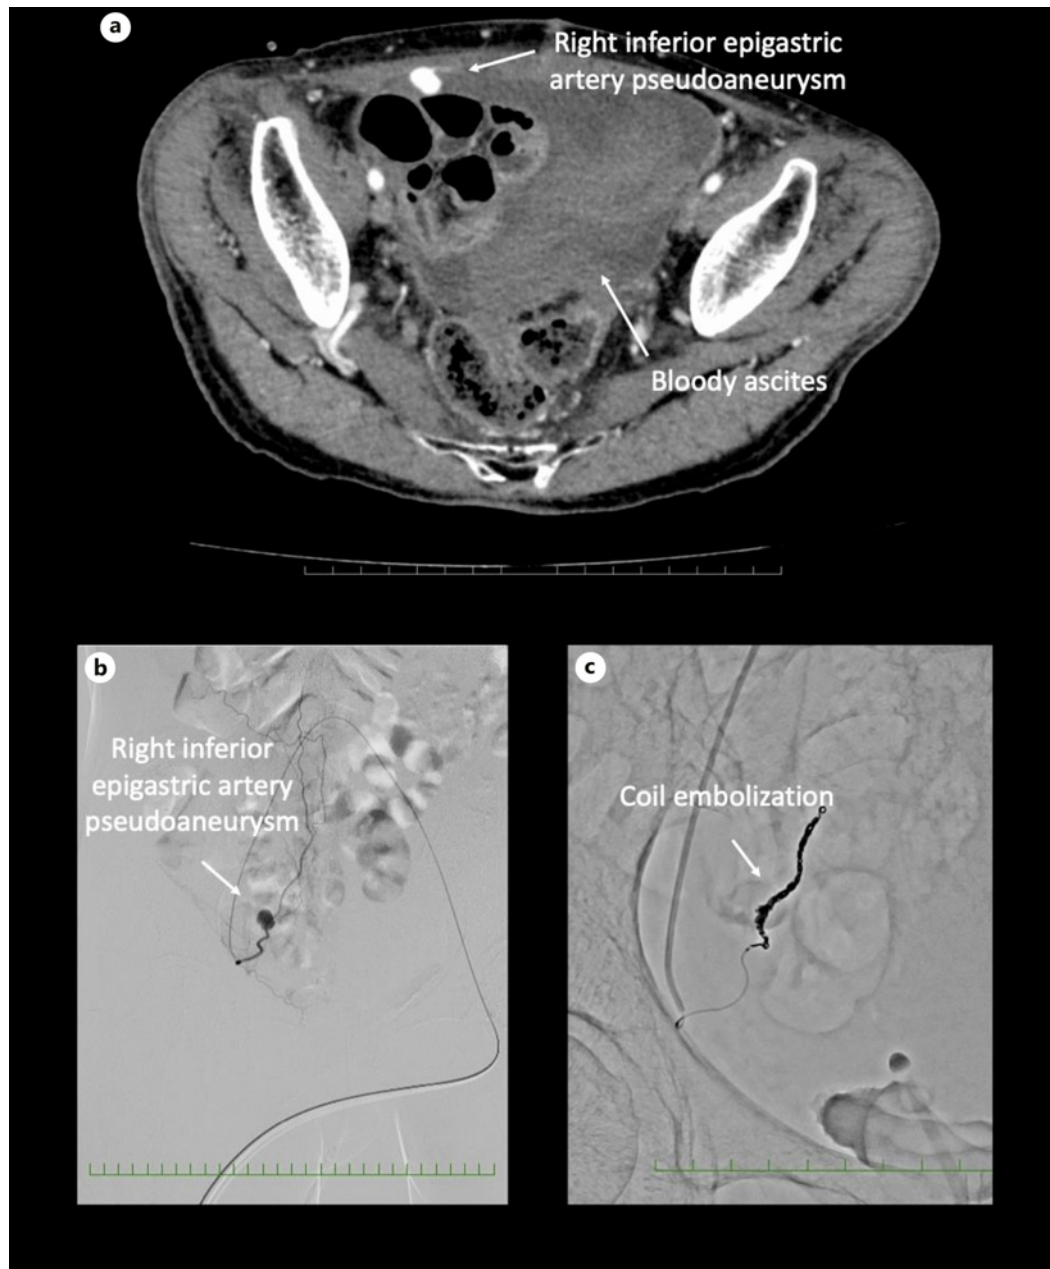 a
Right inferior epigastric
artery pseudoaneurysm
Bloody ascites
b
Right inferior
epigastric artery
pseudoaneurysm
c
Coil embolization